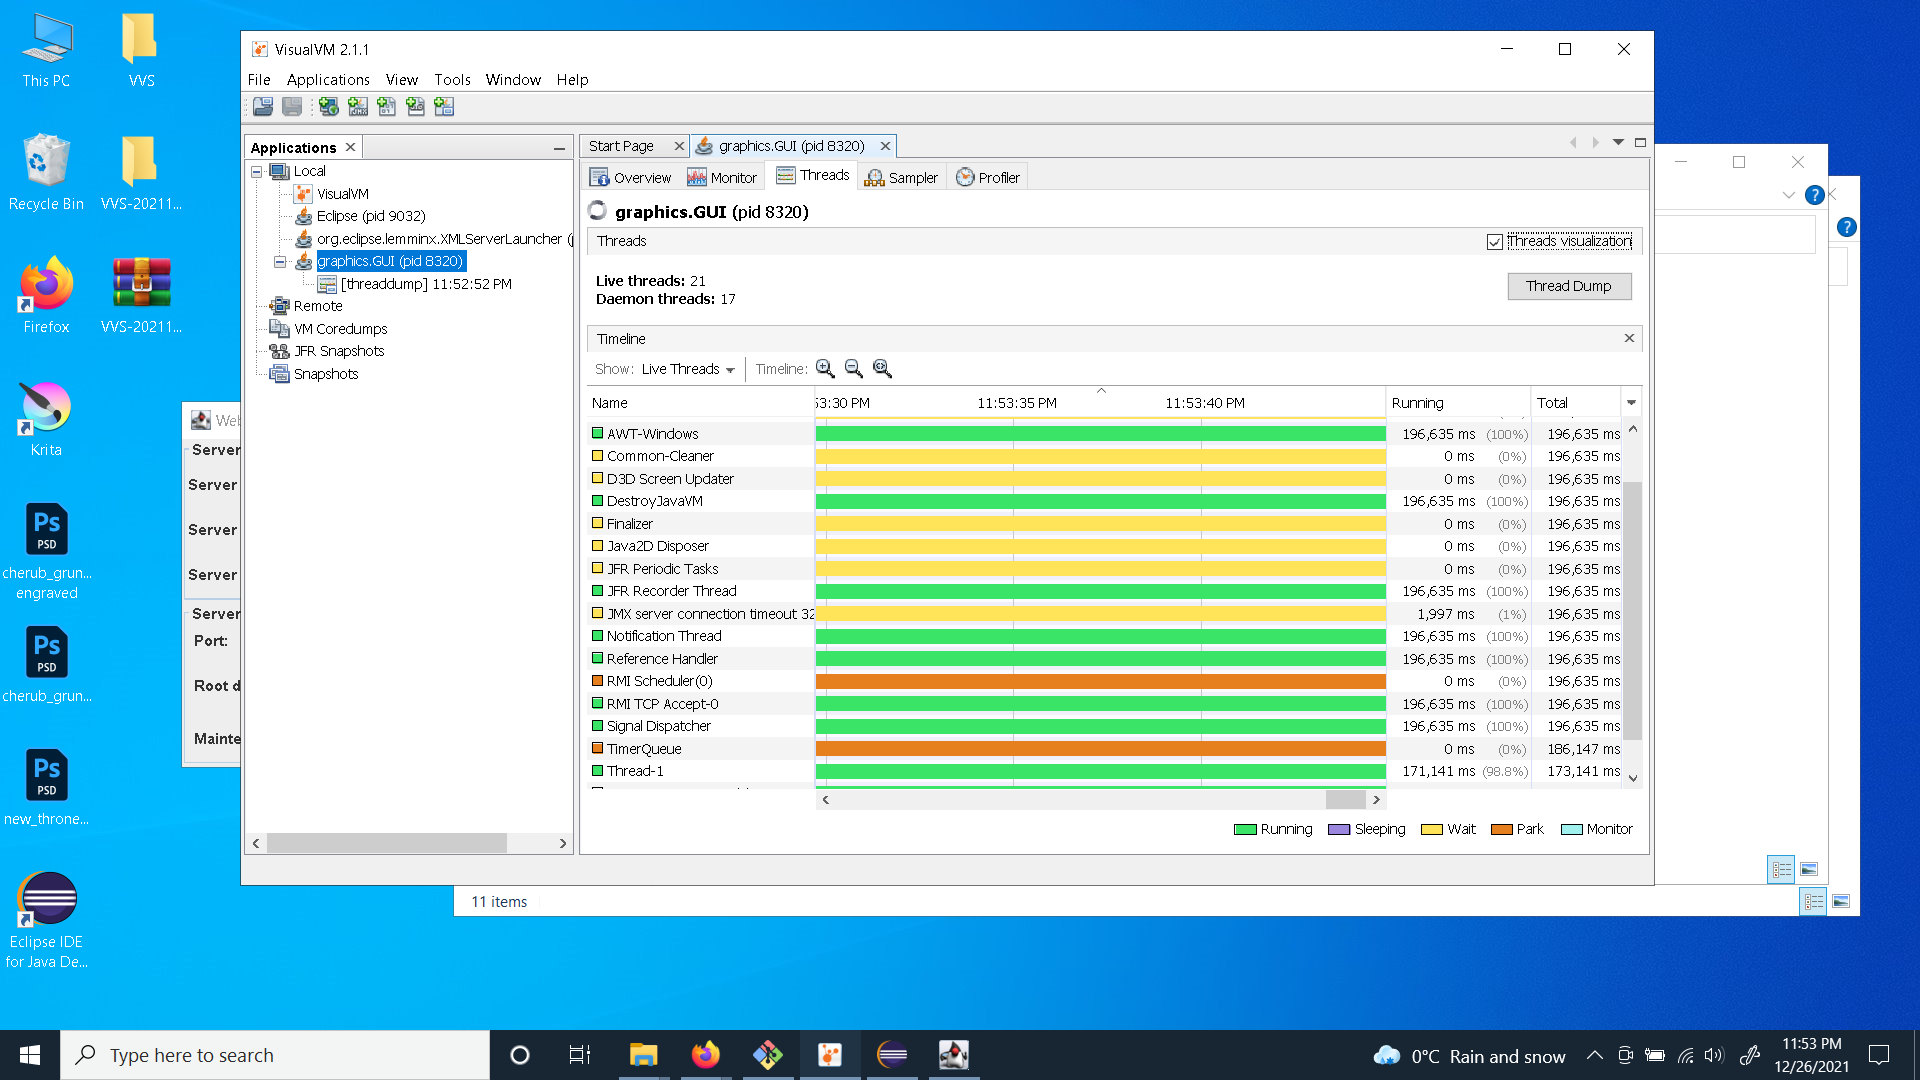 This PC
VVS
Recycle Bin
VVS-20211...
Firefox
VVS-20211...
Krita
PSD
cherub_grun...
engraved
PSD
cherub_grun...
PSD
new_throne...
Eclipse IDE
for Java De...
VisualVM 2.1.1
File Applications View Tools Window Help
Applications
Local
VisualVM
Eclipse (pid 9032)
org.eclipse.lemminx.XMLServerLauncher (p
graphics.GUI (pid 8320)
[threaddump] 11:52:52 PM
Remote
VM Coredumps
JFR Snapshots
Snapshots
Start Page
graphics.GUI (pid 8320)
Overview Monitor Threads Sampler Profiler
graphics.GUI (pid 8320)
Threads
Threads visualization
Live threads: 21
Daemon threads: 17
Thread Dump
Timeline
Show: Live Threads Timeline:
Name 53:30 PM 11:53:35 PM 11:53:40 PM Running Total
AWT-Windows 196,635 ms (100%) 196,635 ms
Common-Cleaner 0 ms (0%) 196,635 ms
D3D Screen Updater 0 ms (0%) 196,635 ms
DestroyJavaVM 196,635 ms (100%) 196,635 ms
Finalizer 0 ms (0%) 196,635 ms
Java2D Disposer 0 ms (0%) 196,635 ms
JFR Periodic Tasks 0 ms (0%) 196,635 ms
JFR Recorder Thread 196,635 ms (100%) 196,635 ms
JMX server connection timeout 32 1,997 ms (1%) 196,635 ms
Notification Thread 196,635 ms (100%) 196,635 ms
Reference Handler 196,635 ms (100%) 196,635 ms
RMI Scheduler(0) 0 ms (0%) 196,635 ms
RMI TCP Accept-0 196,635 ms (100%) 196,635 ms
Signal Dispatcher 196,635 ms (100%) 196,635 ms
TimerQueue 0 ms (0%) 186,147 ms
Thread-1 171,141 ms (98.8%) 173,141 ms
Running Sleeping Wait Park Monitor
Web
Server
Server
Server
Server
Server
Port:
Root d
Mainte
11 items
Type here to search
0°C Rain and snow
11:53 PM
12/26/2021